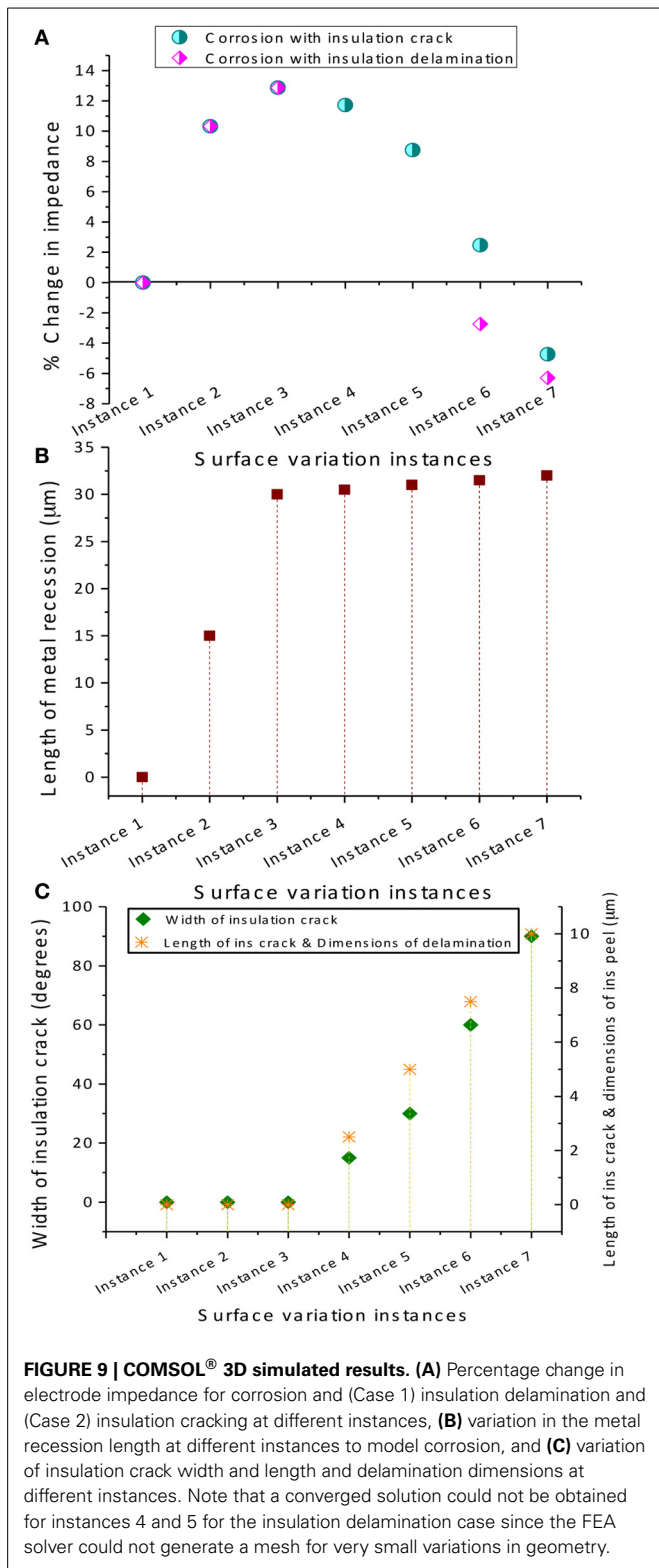 A
Corrosion with insulation crack
Corrosion with insulation delamination
% Change in impedance
14
12
10
8
6
4
2
0
-2
-4
-6
-8
Instance 1
Instance 2
Instance 3
Instance 4
Instance 5
Instance 6
Instance 7
Surface variation instances
B
Length of metal recession (μm)
35
30
25
20
15
10
5
0
Instance 1
Instance 2
Instance 3
Instance 4
Instance 5
Instance 6
Instance 7
Surface variation instances
C
Width of insulation crack
Length of ins crack & Dimensions of delamination
Width of insulation crack (degrees)
100
80
60
40
20
0
Length of ins crack & dimensions of ins peel (μm)
10
8
6
4
2
0
Instance 1
Instance 2
Instance 3
Instance 4
Instance 5
Instance 6
Instance 7
Surface variation instances
FIGURE 9 | COMSOL® 3D simulated results. (A) Percentage change in
electrode impedance for corrosion and (Case 1) insulation delamination and
(Case 2) insulation cracking at different instances, (B) variation in the metal
recession length at different instances to model corrosion, and (C) variation
of insulation crack width and length and delamination dimensions at
different instances. Note that a converged solution could not be obtained
for instances 4 and 5 for the insulation delamination case since the FEA
solver could not generate a mesh for very small variations in geometry.